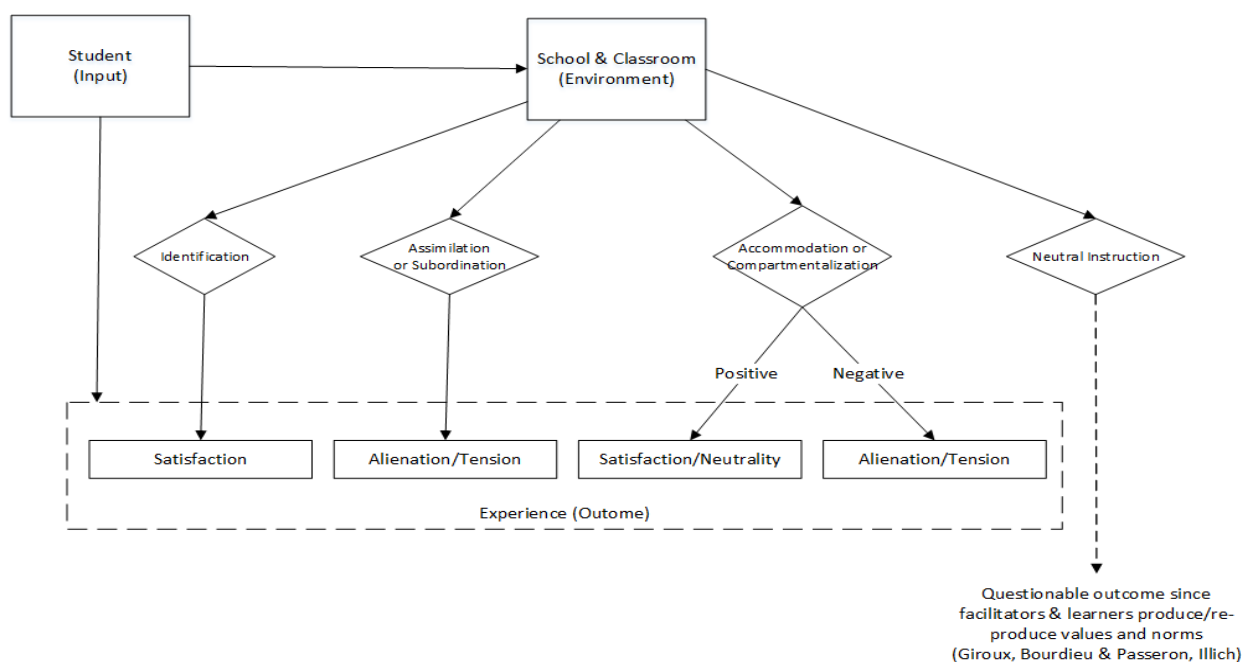 Student
(Input)
School & Classroom
(Environment)
Identification
Assimilation
or Subordination
Accommodation or
Compartmentalization
Neutral Instruction
Positive
Negative
Satisfaction
Alienation/Tension
Satisfaction/Neutrality
Alienation/Tension
Experience (Outome)
Questionable outcome since
facilitators & learners produce/re-
produce values and norms
(Giroux, Bourdieu & Passeron, Illich)